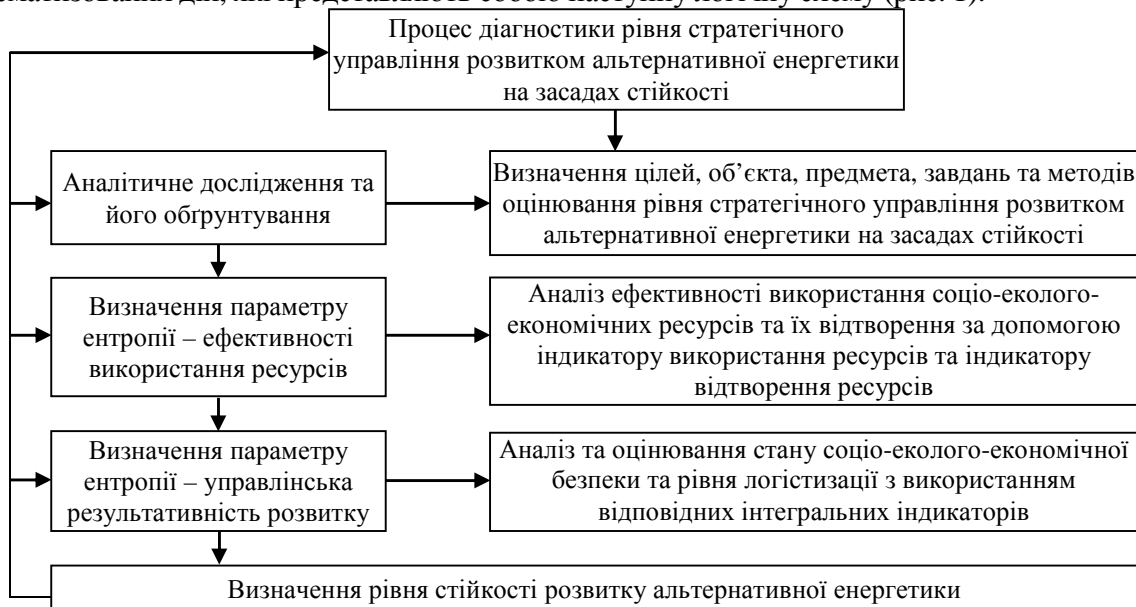 Процес діагностики рівня стратегічного
управління розвитком альтернативної енергетики
на засадах стійкості
Аналітичне дослідження та
його обґрунтування
Визначення цілей, об’єкта, предмета, завдань та методів
оцінювання рівня стратегічного управління розвитком
альтернативної енергетики на засадах стійкості
Визначення параметру
ентропії – ефективності
використання ресурсів
Аналіз ефективності використання соціо-еколого-
економічних ресурсів та їх відтворення за допомогою
індикатору використання ресурсів та індикатору
відтворення ресурсів
Визначення параметру
ентропії – управлінська
результативність розвитку
Аналіз та оцінювання стану соціо-еколого-економічної
безпеки та рівня логістизації з використанням
відповідних інтегральних індикаторів
Визначення рівня стійкості розвитку альтернативної енергетики